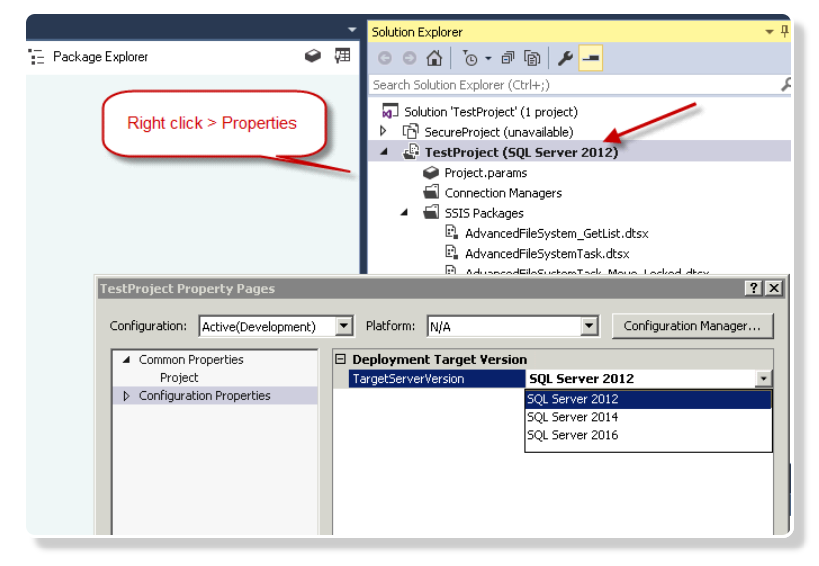 Solution Explorer
Package Explorer
Search Solution Explorer (Ctrl+;)
Right click > Properties
Solution 'TestProject' (1 project)
SecureProject (unavailable)
TestProject (SQL Server 2012)
Project.params
Connection Managers
SSIS Packages
AdvancedFileSystem_GetList.dtsx
AdvancedFileSystemTask.dtsx
AdvancedFileSystemTask_Move_Locked.dtsx
TestProject Property Pages
Configuration: Active(Development) Platform: N/A Configuration Manager...
Common Properties
Project
Configuration Properties
Deployment Target Version
TargetServerVersion SQL Server 2012
SQL Server 2012
SQL Server 2014
SQL Server 2016